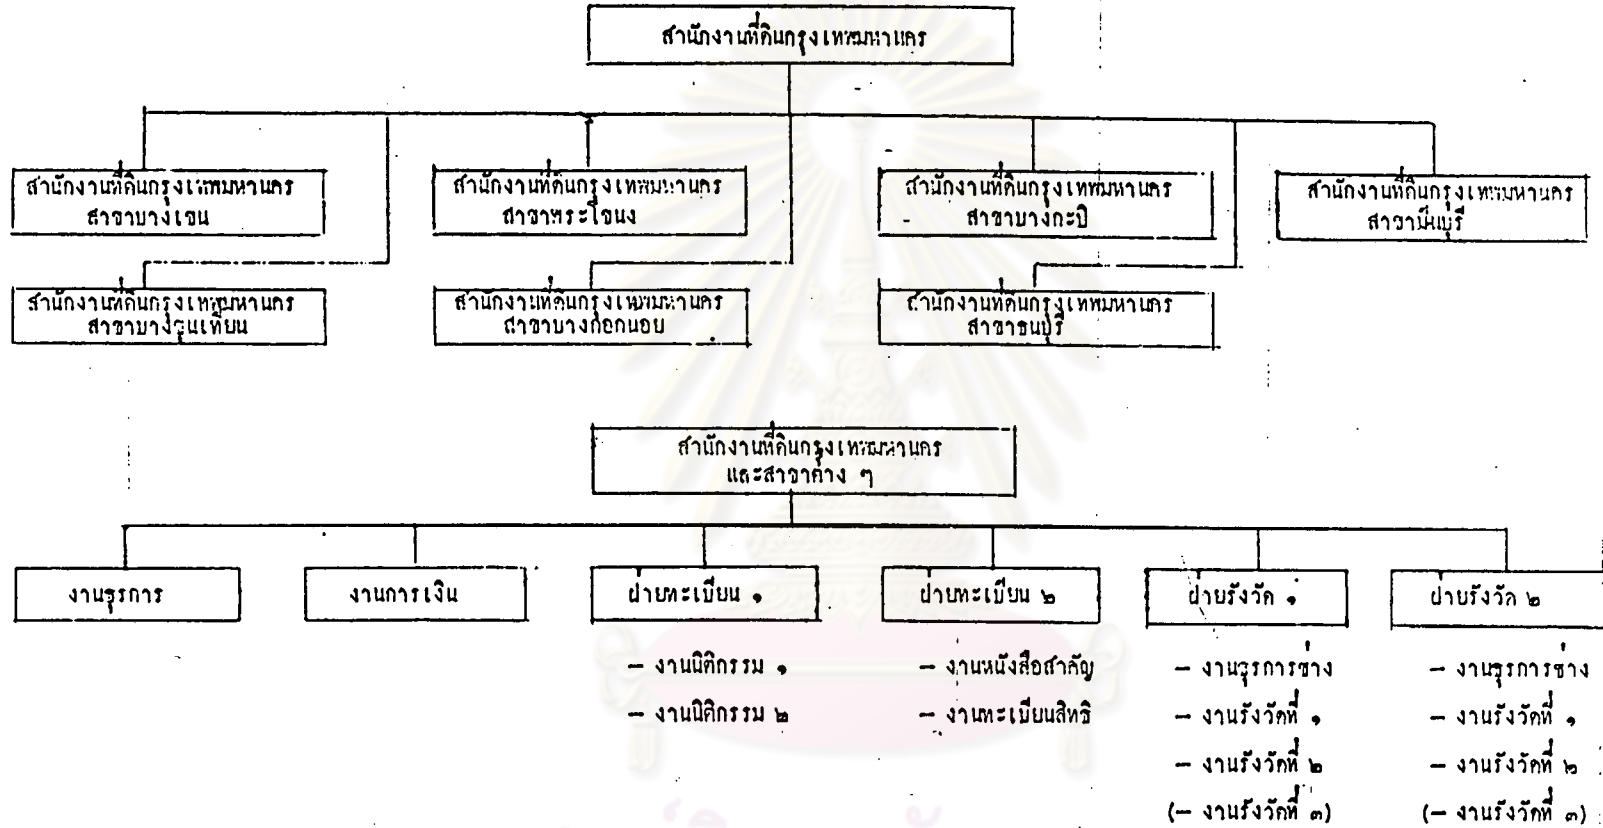 สำนักงานที่ดินกรุงเทพมหานคร
สำนักงานที่ดินกรุงเทพมหานคร
สาขาบางเขน
สำนักงานที่ดินกรุงเทพมหานคร
สาขาพระโขนง
สำนักงานที่ดินกรุงเทพมหานคร
สาขาบางกะปิ
สำนักงานที่ดินกรุงเทพมหานคร
สาขามีนบุรี
สำนักงานที่ดินกรุงเทพมหานคร
สาขาบางขุนเทียน
สำนักงานที่ดินกรุงเทพมหานคร
สาขาบางกอกนอย
สำนักงานที่ดินกรุงเทพมหานคร
สาขาธนบุรี
สำนักงานที่ดินกรุงเทพมหานคร
และสาขาต่าง ๆ
งานธุรการ
งานการเงิน
ฝ่ายทะเบียน ๑
ฝ่ายทะเบียน ๒
ฝ่ายรังวัด ๑
ฝ่ายรังวัด ๒
– งานนิติกรรม ๑
– งานนิติกรรม ๒
– งานหนังสือสำคัญ
– งานทะเบียนสิทธิ
– งานธุรการช่าง
– งานรังวัดที่ ๑
– งานรังวัดที่ ๒
(– งานรังวัดที่ ๓)
– งานธุรการช่าง
– งานรังวัดที่ ๑
– งานรังวัดที่ ๒
(– งานรังวัดที่ ๓)